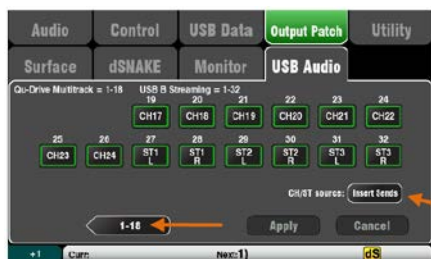 Audio Control USB Data Output Patch Utility
Surface dSNAKE Monitor USB Audio
Qu-Drive Multitrack = 1-18 USB B Streaming = 1-32
19 20 21 22 23 24
CH17 CH18 CH19 CH20 CH21 CH22
25 26 27 28 29 30 31 32
CH23 CH24 ST1 L ST1 R ST2 L ST2 R ST3 L ST3 R
CH/ST source: Insert Sends
1-18 Apply Cancel
+1 Curr: Next: 1) dS